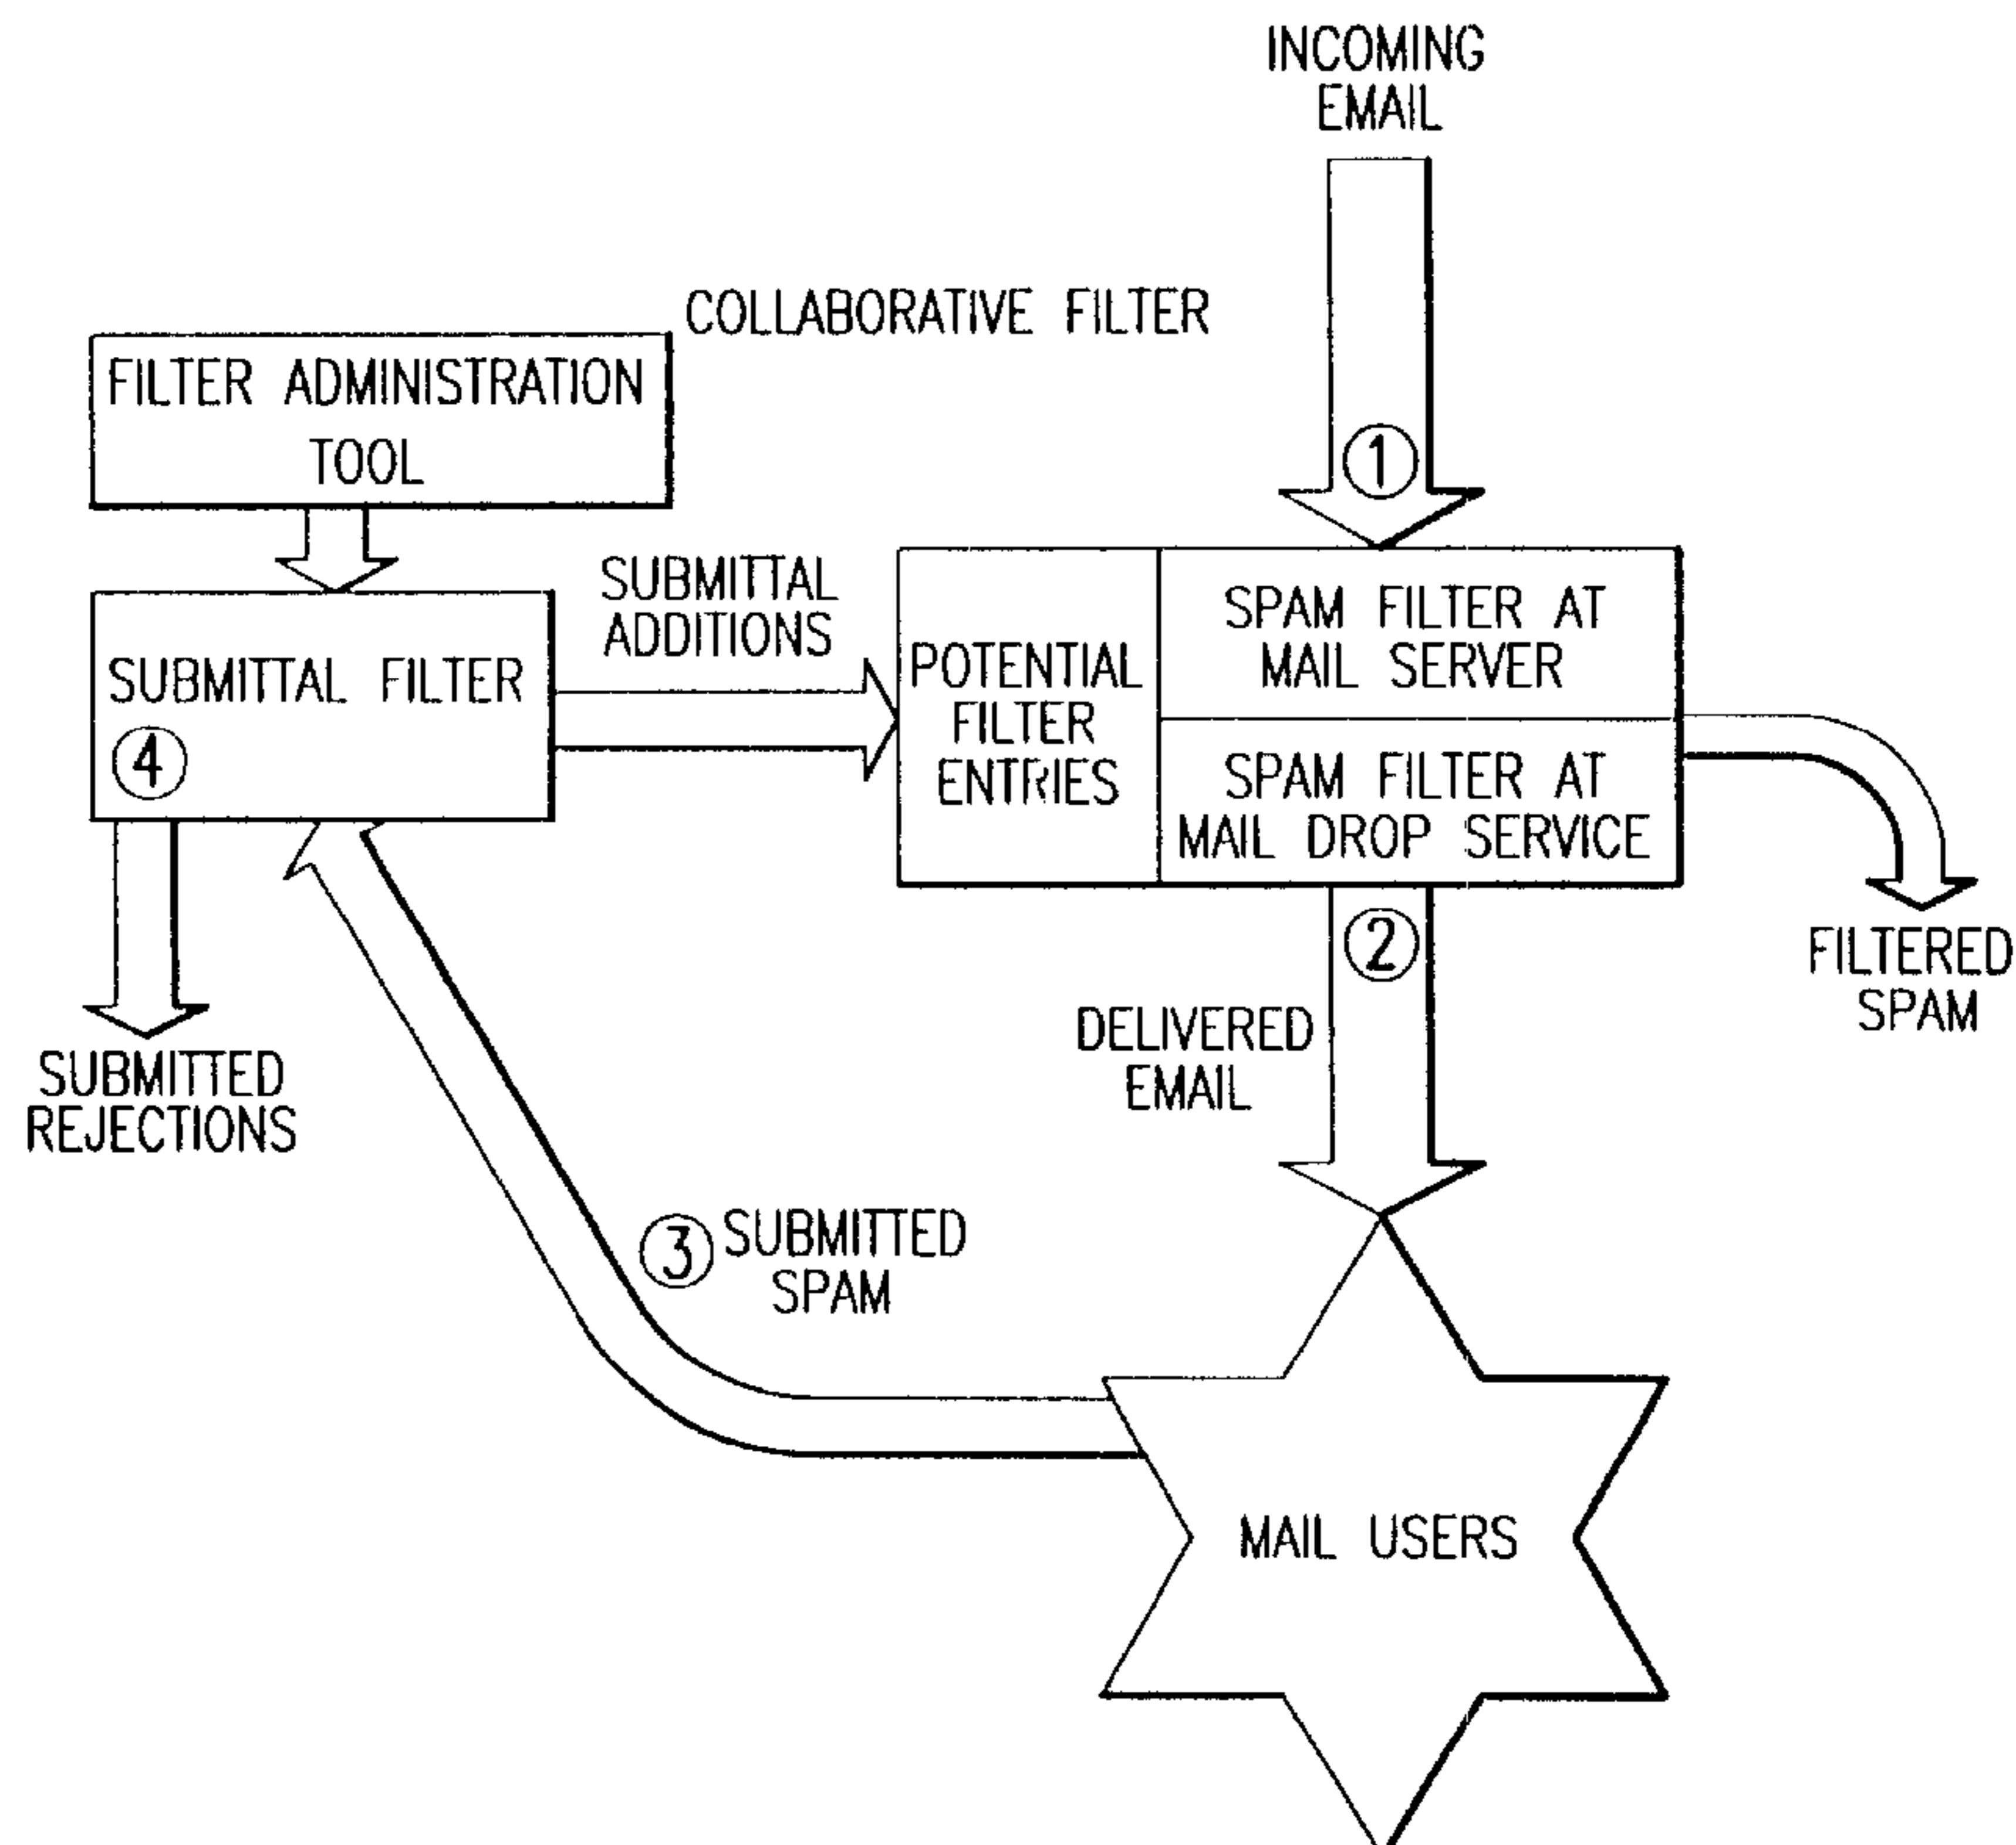 INCOMING
EMAIL
COLLABORATIVE FILTER
FILTER ADMINISTRATION
TOOL
1
SUBMITTAL
ADDITIONS
SUBMITTAL FILTER
4
POTENTIAL
FILTER
ENTRIES
SPAM FILTER AT
MAIL SERVER
SPAM FILTER AT
MAIL DROP SERVICE
2
FILTERED
SPAM
DELIVERED
EMAIL
SUBMITTED
REJECTIONS
3 SUBMITTED
SPAM
MAIL USERS